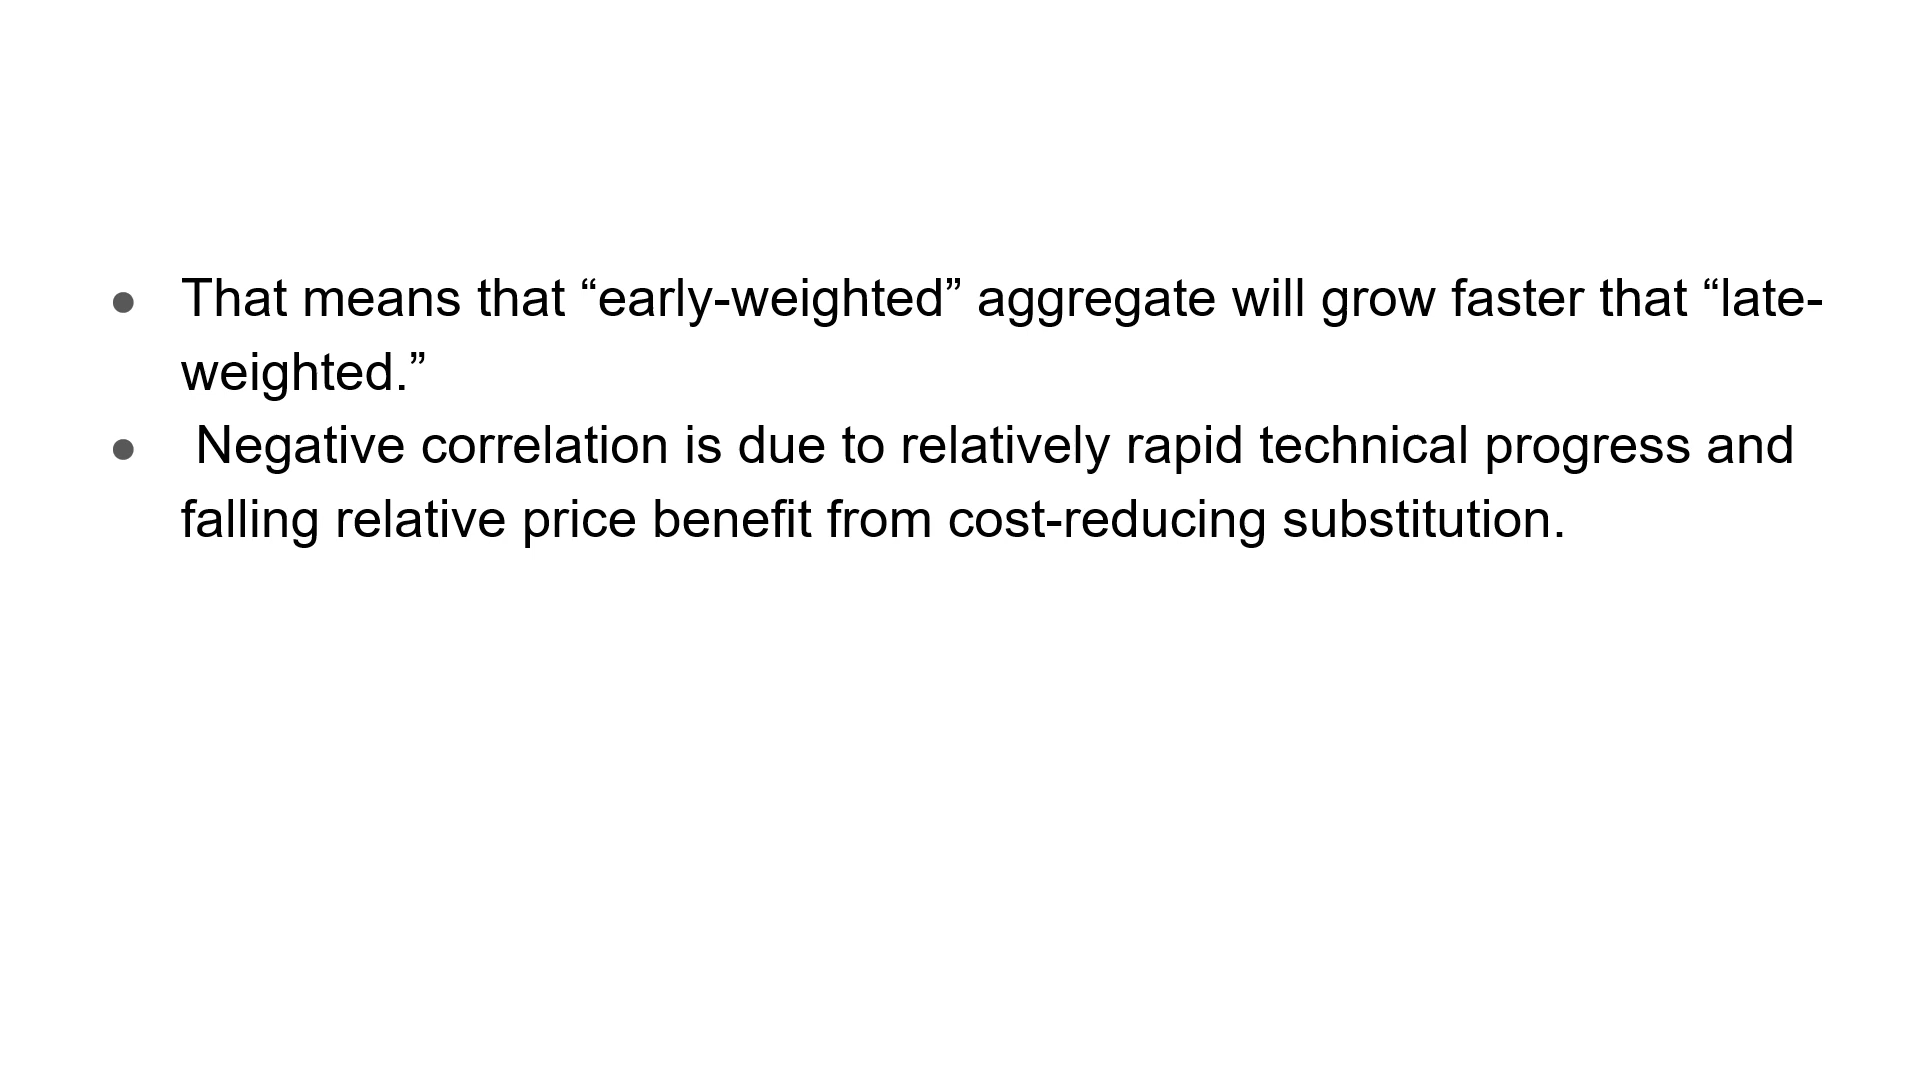 ● That means that “early-weighted” aggregate will grow faster that “late-
weighted.”
● Negative correlation is due to relatively rapid technical progress and
falling relative price benefit from cost-reducing substitution.